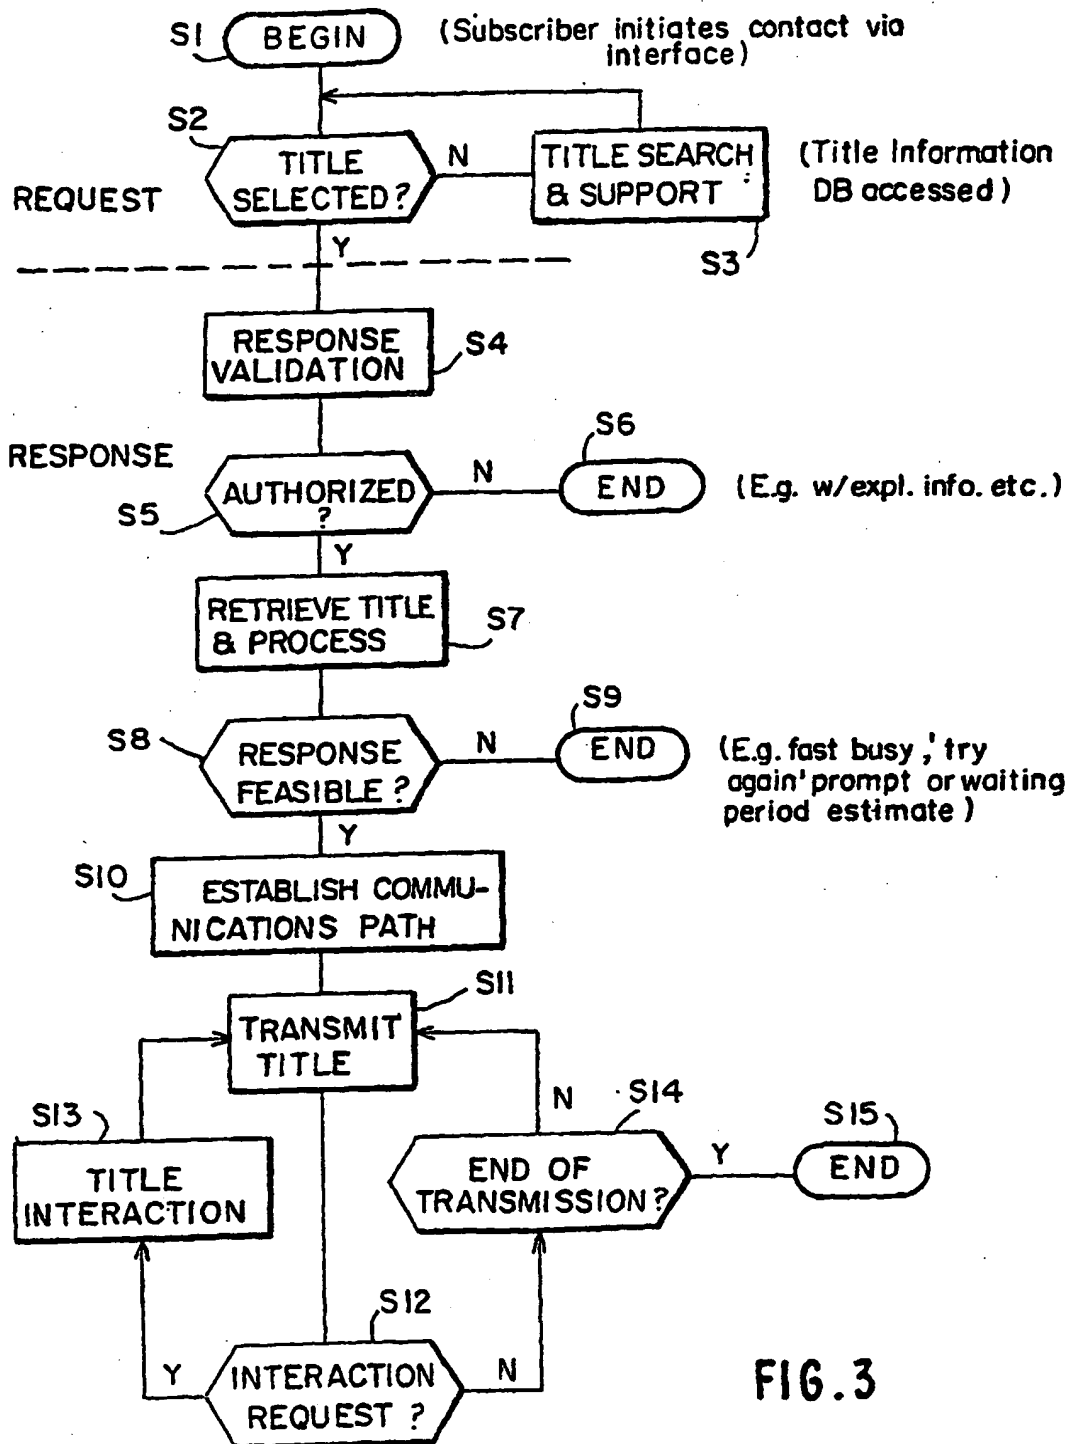 S1
BEGIN
(Subscriber initiates contact via
interface)
S2
TITLE
SELECTED?
N
TITLE SEARCH
& SUPPORT
(Title Information
DB accessed)
REQUEST
Y
S3
RESPONSE
VALIDATION
S4
RESPONSE
AUTHORIZED
?
S5
N
S6
END
(E.g. w/expl. info. etc.)
Y
RETRIEVE TITLE
& PROCESS
S7
S8
RESPONSE
FEASIBLE?
N
S9
END
(E.g. fast busy,'try
again' prompt or waiting
period estimate)
Y
S10
ESTABLISH COMMU-
NICATIONS PATH
S11
TRANSMIT
TITLE
S13
TITLE
INTERACTION
N
S14
END OF
TRANSMISSION?
Y
S15
END
S12
Y
INTERACTION
REQUEST?
N
FIG.3